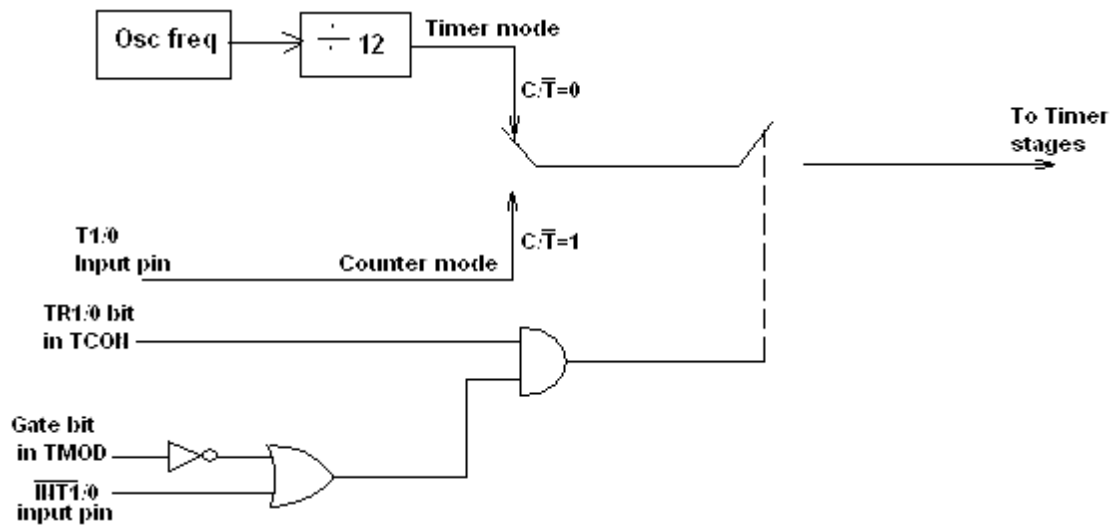 Osc freq
÷ 12
Timer mode
C/T̅=0
To Timer
stages
T1/0
Input pin
Counter mode
C/T̅=1
TR1/0 bit
in TCON
Gate bit
in TMOD
I̅N̅T̅1̅/0
input pin